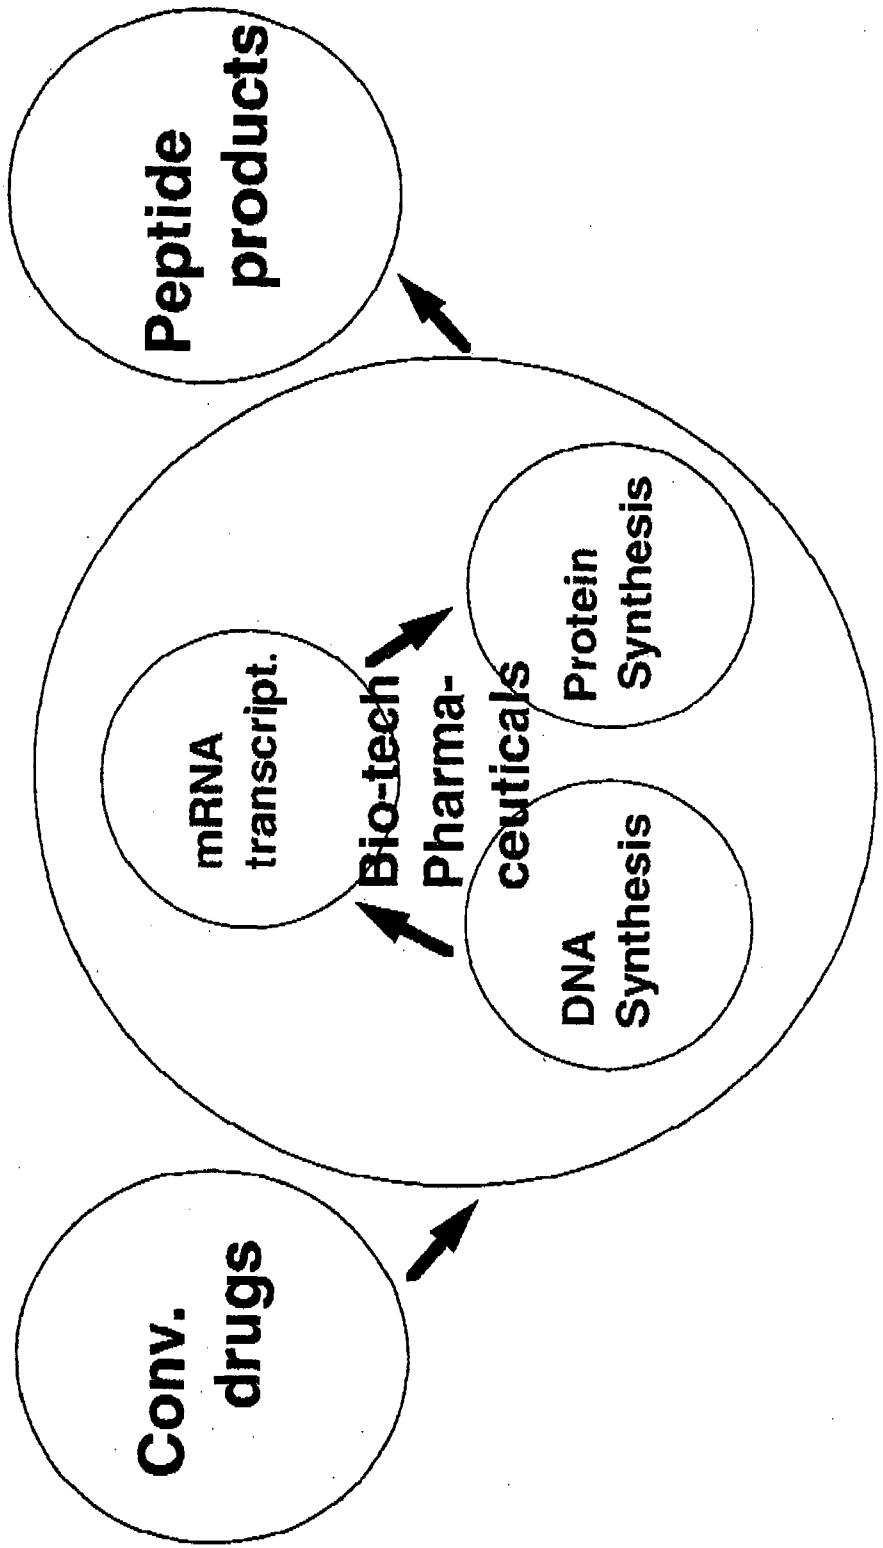 Conv.
drugs
mRNA
transcript.
Bio-tech
Pharma-
ceuticals
DNA
Synthesis
Protein
Synthesis
Peptide
products